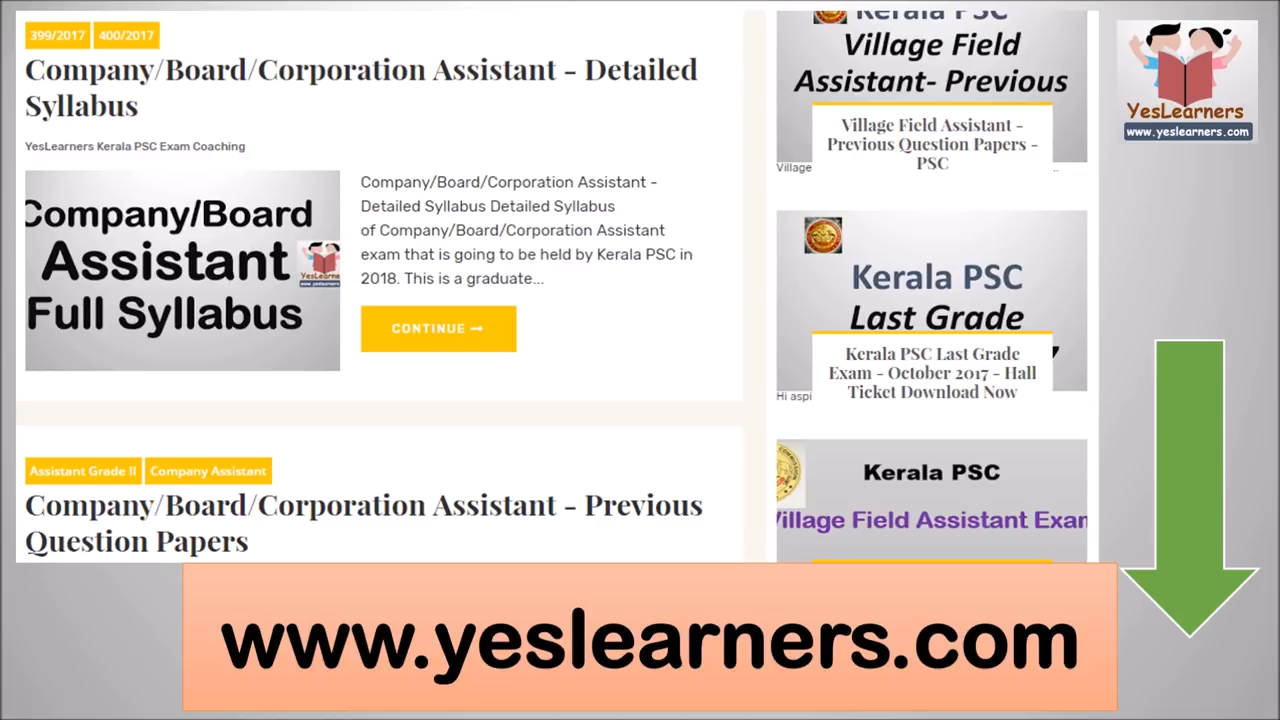 399/2017 400/2017
Company/Board/Corporation Assistant - Detailed
Syllabus
YesLearners Kerala PSC Exam Coaching
Company/Board
Assistant
Full Syllabus
YesLearners
Company/Board/Corporation Assistant -
Detailed Syllabus Detailed Syllabus
of Company/Board/Corporation Assistant
exam that is going to be held by Kerala PSC in
2018. This is a graduate...
CONTINUE
Assistant Grade II Company Assistant
Company/Board/Corporation Assistant - Previous
Question Papers
Kerala PSC
Village Field
Assistant- Previous
Village Field Assistant -
Previous Question Papers -
PSC
Village
Kerala PSC
Last Grade
Kerala PSC Last Grade
Exam - October 2017 - Hall
Ticket Download Now
Hi aspi
Kerala PSC
Village Field Assistant Exam
YesLearners
www.yeslearners.com
www.yeslearners.com